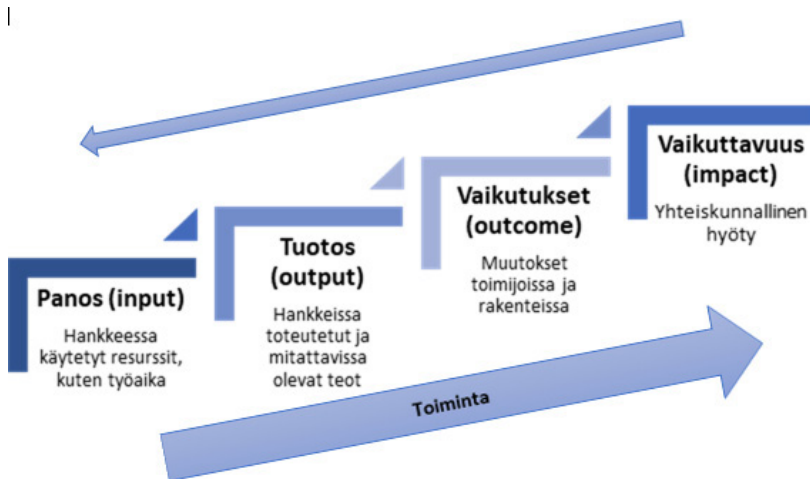 Panos (input)
Hankkeessa
käytetyt resurssit,
kuten työaika
Tuotos
(output)
Hankkeissa
toteutetut ja
mitattavissa
olevat teot
Vaikutukset
(outcome)
Muutokset
toimijoissa ja
rakenteissa
Vaikuttavuus
(impact)
Yhteiskunnallinen
hyöty
Toiminta